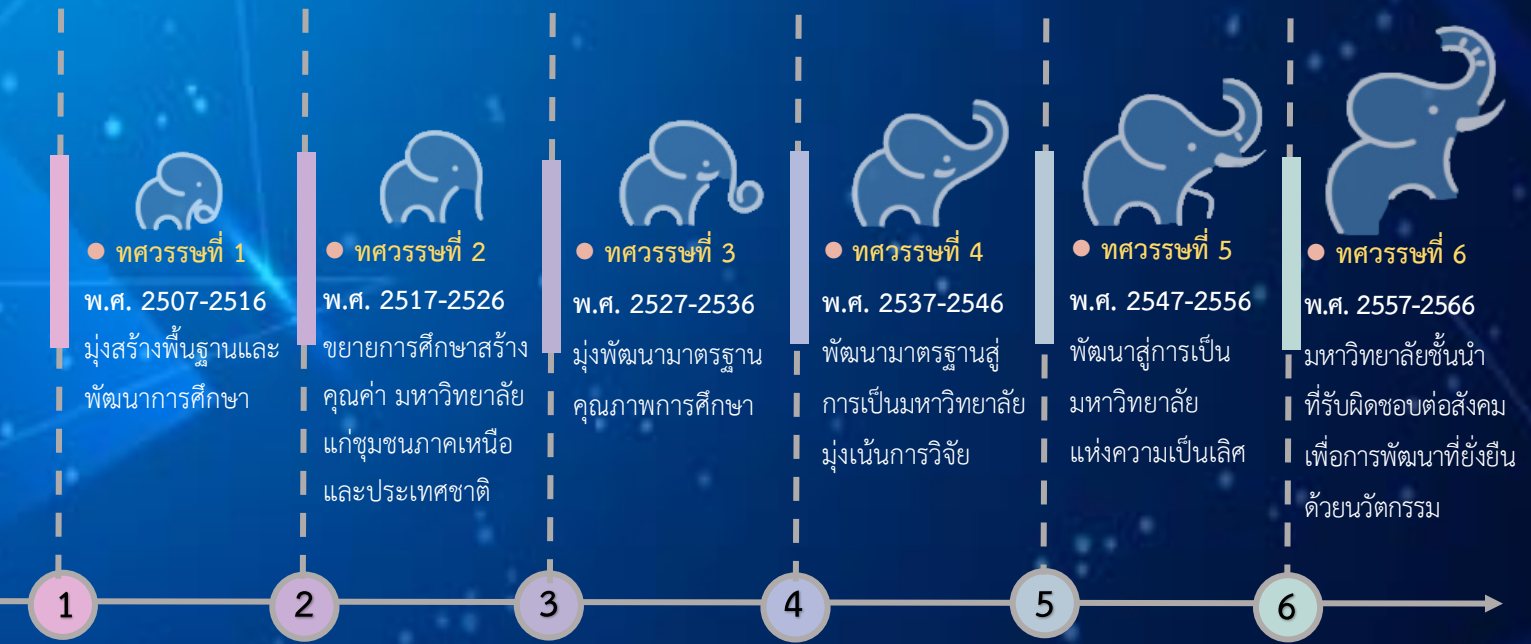 ทศวรรษที่ 1
พ.ศ. 2507-2516
มุ่งสร้างพื้นฐานและ
พัฒนาการศึกษา
ทศวรรษที่ 2
พ.ศ. 2517-2526
ขยายการศึกษาสร้าง
คุณค่า มหาวิทยาลัย
แก่ชุมชนภาคเหนือ
และประเทศชาติ
ทศวรรษที่ 3
พ.ศ. 2527-2536
มุ่งพัฒนามาตรฐาน
คุณภาพการศึกษา
ทศวรรษที่ 4
พ.ศ. 2537-2546
พัฒนามาตรฐานสู่
การเป็นมหาวิทยาลัย
มุ่งเน้นการวิจัย
ทศวรรษที่ 5
พ.ศ. 2547-2556
พัฒนาสู่การเป็น
มหาวิทยาลัย
แห่งความเป็นเลิศ
ทศวรรษที่ 6
พ.ศ. 2557-2566
มหาวิทยาลัยชั้นนำ
ที่รับผิดชอบต่อสังคม
เพื่อการพัฒนาที่ยั่งยืน
ด้วยนวัตกรรม
1 2 3 4 5 6